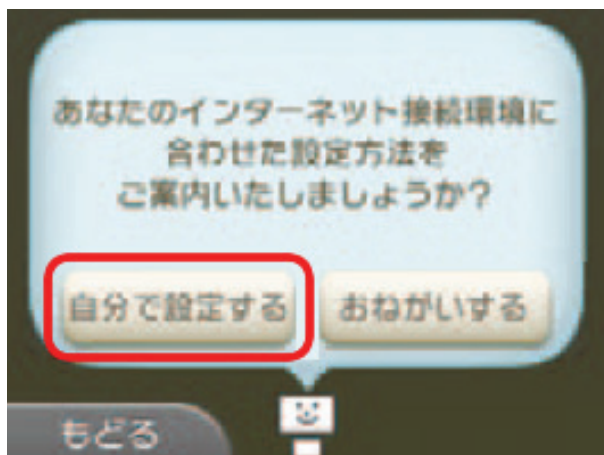 あなたのインターネット接続環境に
合わせた設定方法を
ご案内いたしましょうか?
自分で設定する
おねがいする
もどる